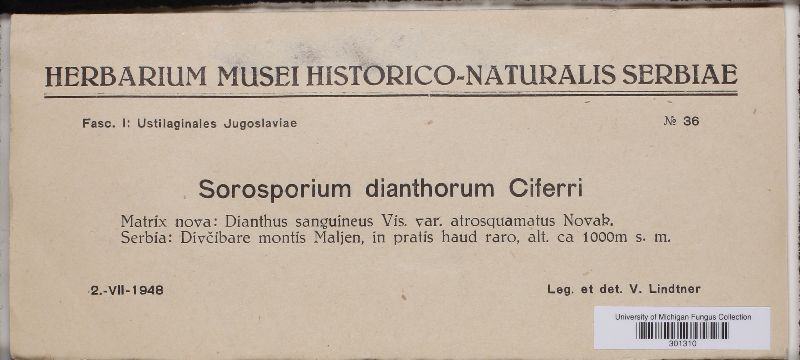 HERBARIUM MUSEI HISTORICO-NATURALIS SERBIAE
Fasc. I: Ustilaginales Jugoslaviae № 36
Sorosporium dianthorum Ciferri
Matrix nova: Dianthus sanguineus Vis. var. atrosquamatus Novak.
Serbia: Divčibare montis Maljen, in pratis haud raro, alt. ca 1000m s. m.
2.-VII-1948 Leg. et det. V. Lindtner
University of Michigan Fungus Collection
301310